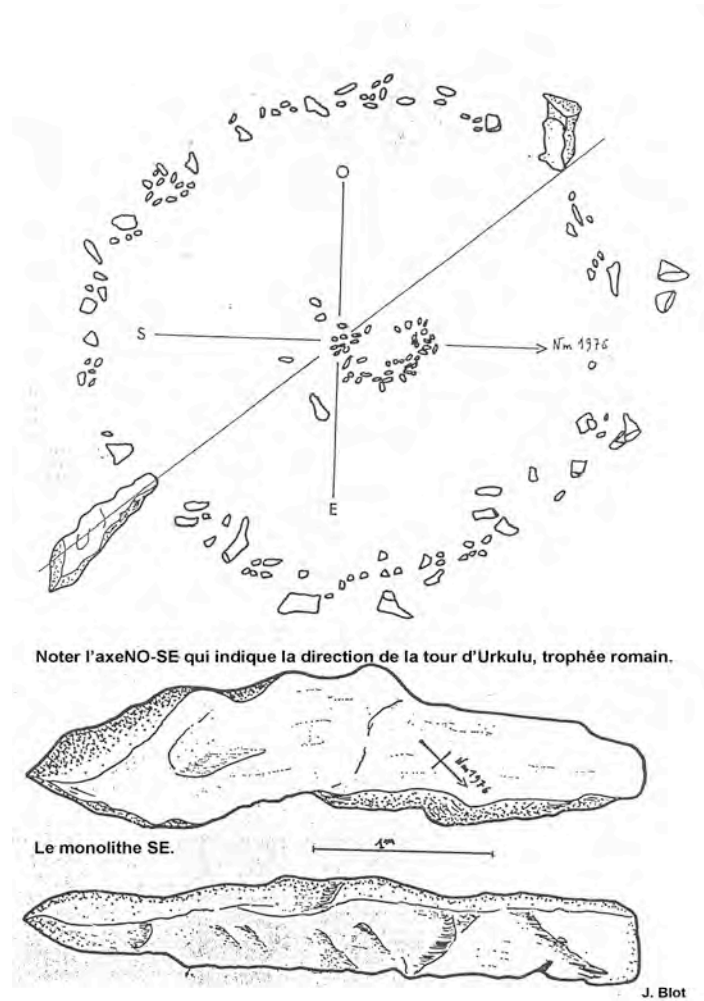 O
S
Nm 1976
E
Noter l'axeNO-SE qui indique la direction de la tour d'Urkulu, trophée romain.
Nm 1976
Le monolithe SE.
1m
J. Blot